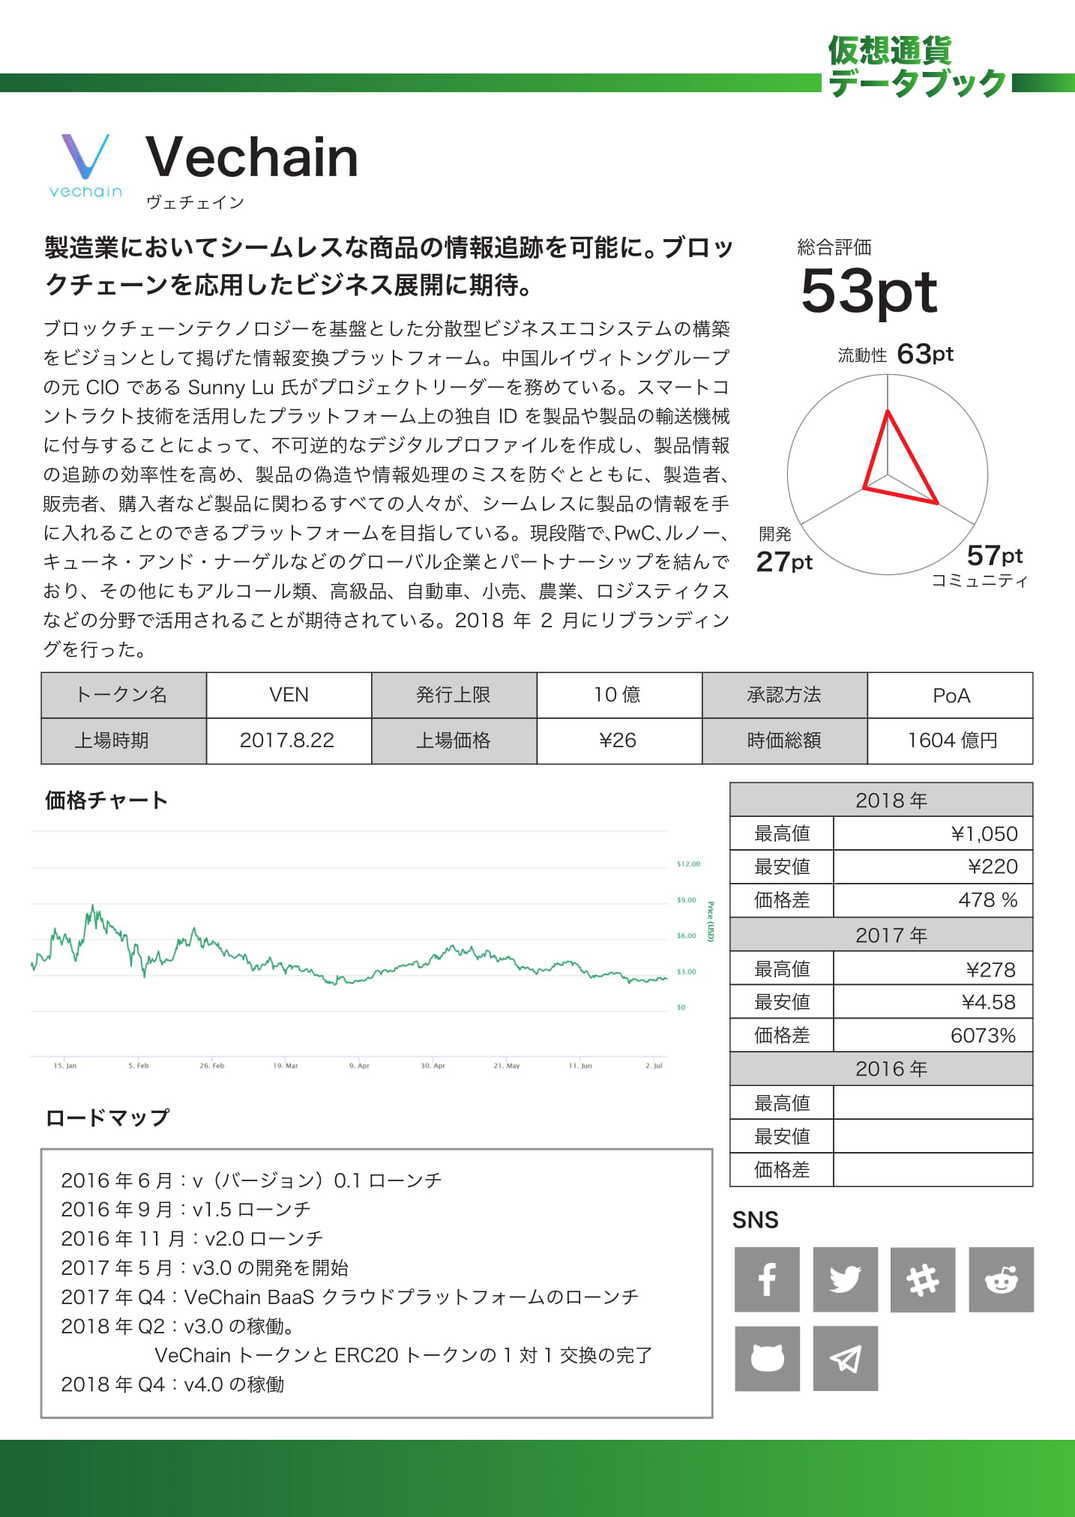 仮想通貨
データブック
vechain
Vechain
ヴェチェイン
製造業においてシームレスな商品の情報追跡を可能に。ブロッ
クチェーンを応用したビジネス展開に期待。
ブロックチェーンテクノロジーを基盤とした分散型ビジネスエコシステムの構築
をビジョンとして掲げた情報変換プラットフォーム。中国ルイヴィトングループ
の元 CIO である Sunny Lu 氏がプロジェクトリーダーを務めている。スマートコ
ントラクト技術を活用したプラットフォーム上の独自 ID を製品や製品の輸送機械
に付与することによって、不可逆的なデジタルプロファイルを作成し、製品情報
の追跡の効率性を高め、製品の偽造や情報処理のミスを防ぐとともに、製造者、
販売者、購入者など製品に関わるすべての人々が、シームレスに製品の情報を手
に入れることのできるプラットフォームを目指している。現段階で、PwC、ルノー、
キューネ・アンド・ナーゲルなどのグローバル企業とパートナーシップを結んで
おり、その他にもアルコール類、高級品、自動車、小売、農業、ロジスティクス
などの分野で活用されることが期待されている。2018 年 2 月にリブランディン
グを行った。
総合評価
53pt
流動性 63pt
開発
27pt
57pt
コミュニティ
トークン名 VEN 発行上限 10 億 承認方法 PoA
上場時期 2017.8.22 上場価格 ¥26 時価総額 1604 億円
価格チャート
$12.00
$9.00
$6.00
$3.00
$0
Price (USD)
15. Jan 5. Feb 26. Feb 19. Mar 9. Apr 30. Apr 21. May 11. Jun 2. Jul
2018 年
最高値 ¥1,050
最安値 ¥220
価格差 478 %
2017 年
最高値 ¥278
最安値 ¥4.58
価格差 6073%
2016 年
最高値
最安値
価格差
ロードマップ
2016 年 6 月：v（バージョン）0.1 ローンチ
2016 年 9 月：v1.5 ローンチ
2016 年 11 月：v2.0 ローンチ
2017 年 5 月：v3.0 の開発を開始
2017 年 Q4：VeChain BaaS クラウドプラットフォームのローンチ
2018 年 Q2：v3.0 の稼働。
VeChain トークンと ERC20 トークンの 1 対 1 交換の完了
2018 年 Q4：v4.0 の稼働
SNS